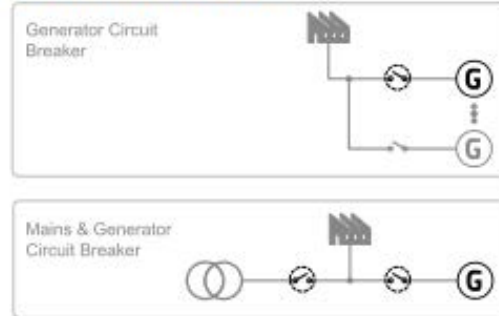 Generator Circuit
Breaker
G
G
Mains & Generator
Circuit Breaker
G